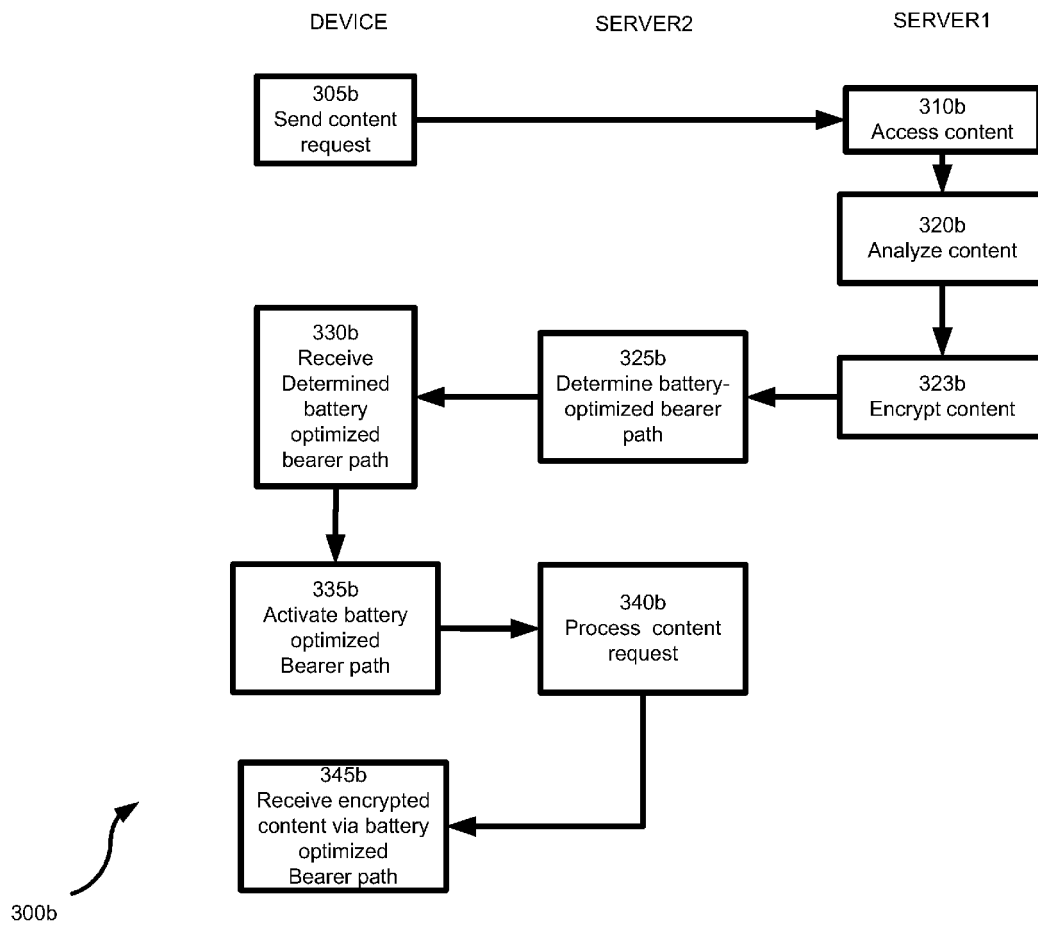 DEVICE
SERVER2
SERVER1
305b
Send content
request
310b
Access content
320b
Analyze content
330b
Receive
Determined
battery
optimized
bearer path
325b
Determine battery-
optimized bearer
path
323b
Encrypt content
335b
Activate battery
optimized
Bearer path
340b
Process content
request
345b
Receive encrypted
content via battery
optimized
Bearer path
300b